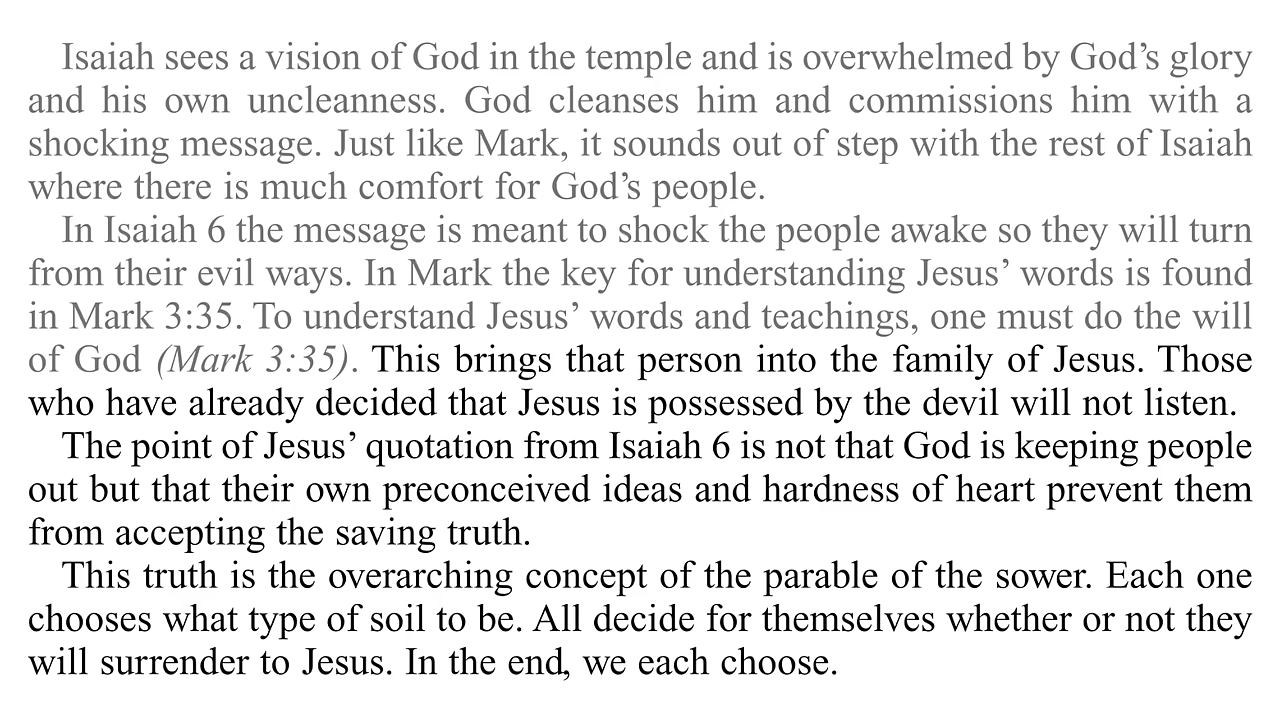 Isaiah sees a vision of God in the temple and is overwhelmed by God’s glory
and his own uncleanness. God cleanses him and commissions him with a
shocking message. Just like Mark, it sounds out of step with the rest of Isaiah
where there is much comfort for God’s people.
In Isaiah 6 the message is meant to shock the people awake so they will turn
from their evil ways. In Mark the key for understanding Jesus’ words is found
in Mark 3:35. To understand Jesus’ words and teachings, one must do the will
of God (Mark 3:35). This brings that person into the family of Jesus. Those
who have already decided that Jesus is possessed by the devil will not listen.
The point of Jesus’ quotation from Isaiah 6 is not that God is keeping people
out but that their own preconceived ideas and hardness of heart prevent them
from accepting the saving truth.
This truth is the overarching concept of the parable of the sower. Each one
chooses what type of soil to be. All decide for themselves whether or not they
will surrender to Jesus. In the end, we each choose.